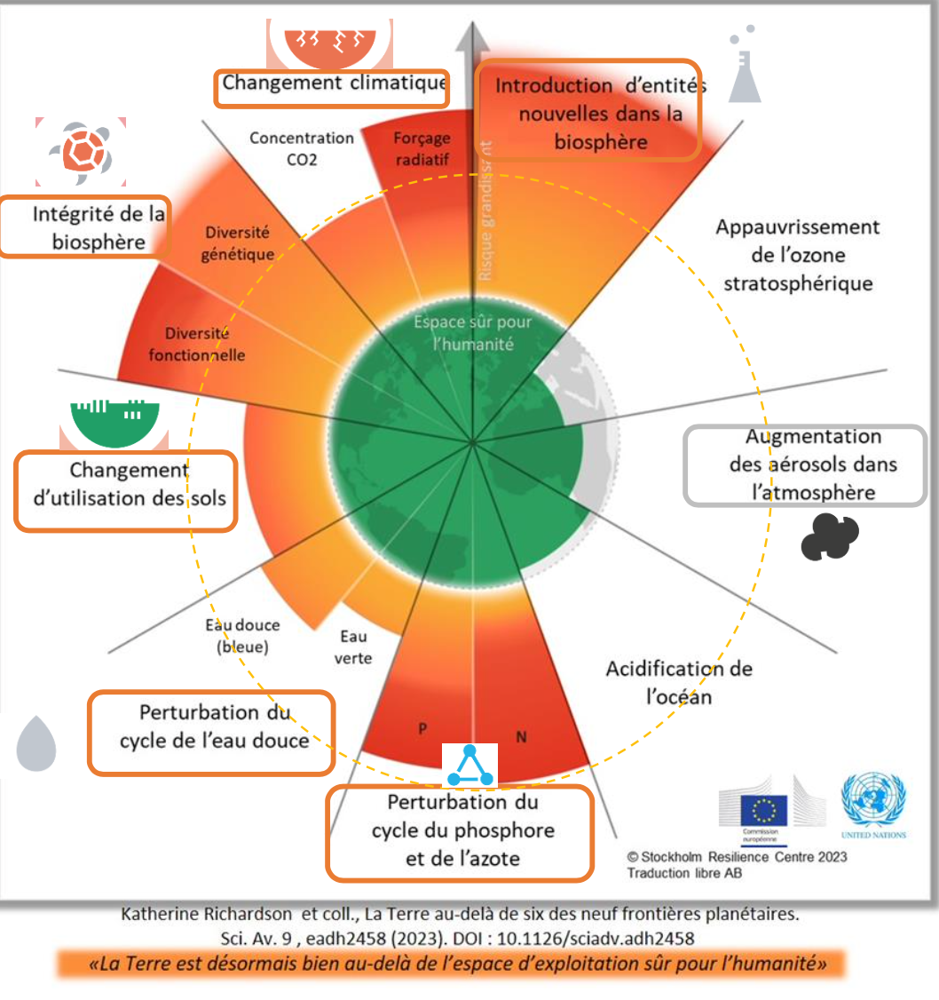 Changement climatique
Introduction d'entités
nouvelles dans la
biosphère
Concentration
CO2
Forçage
radiatif
Risque grandissant
Intégrité de la
biosphère
Diversité
génétique
Appauvrissement
de l'ozone
stratosphérique
Diversité
fonctionnelle
Espace sûr pour
l'humanité
Augmentation
des aérosols dans
l'atmosphère
Changement
d'utilisation des sols
Eau douce
(bleue)
Eau
verte
Acidification de
l'océan
Perturbation du
cycle de l'eau douce
P
N
Perturbation du
cycle du phosphore
et de l'azote
Commission
européenne
UNITED NATIONS
© Stockholm Resilience Centre 2023
Traduction libre AB
Katherine Richardson et coll., La Terre au-delà de six des neuf frontières planétaires.
Sci. Av. 9 , eadh2458 (2023). DOI : 10.1126/sciadv.adh2458
«La Terre est désormais bien au-delà de l'espace d'exploitation sûr pour l'humanité»